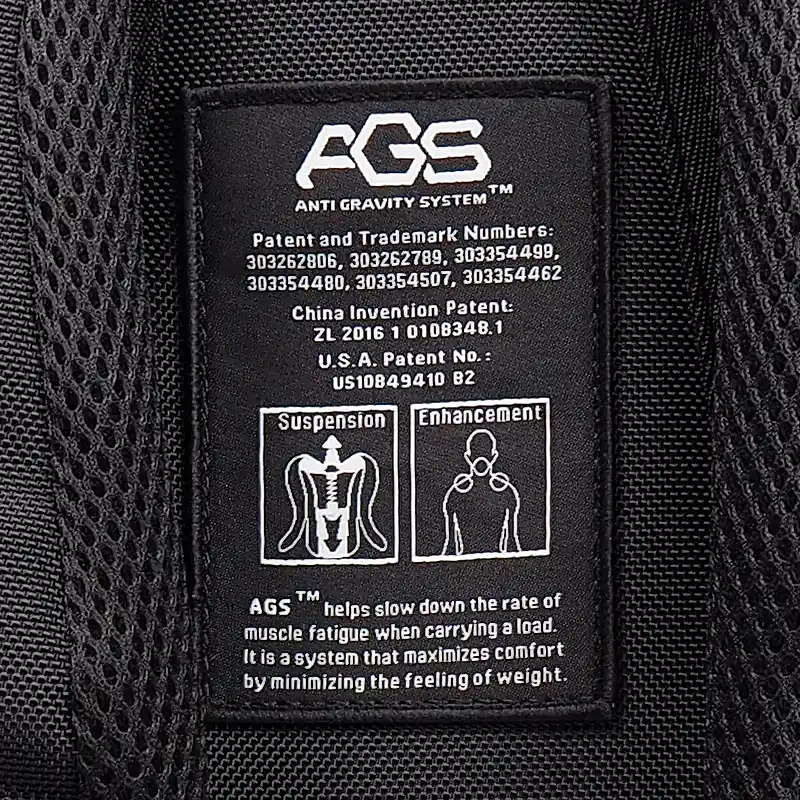 AGS
ANTI GRAVITY SYSTEM™
Patent and Trademark Numbers:
303262806, 303262789, 303354499,
303354480, 303354507, 303354462
China Invention Patent:
ZL 2016 1 0108348.1
U.S.A. Patent No.:
US10849410 B2
Suspension
Enhancement
AGS™ helps slow down the rate of
muscle fatigue when carrying a load.
It is a system that maximizes comfort
by minimizing the feeling of weight.